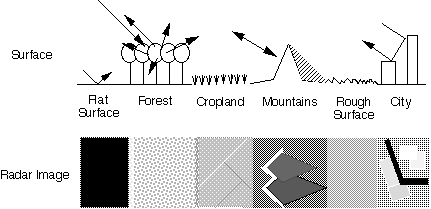 Surface
Flat Forest Cropland Mountains Rough City
Surface Surface
Radar Image